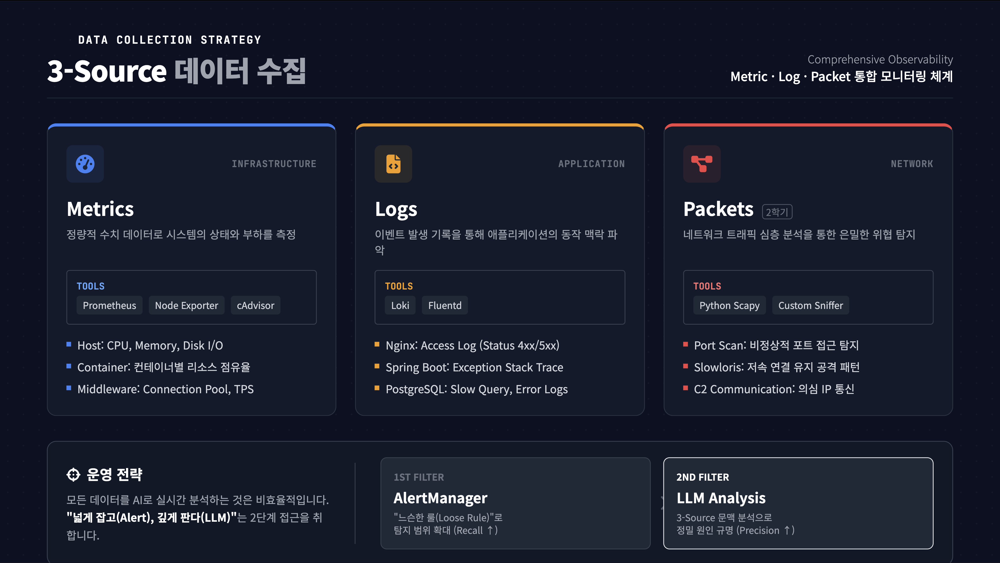 DATA COLLECTION STRATEGY
3-Source 데이터 수집
Comprehensive Observability
Metric · Log · Packet 통합 모니터링 체계
INFRASTRUCTURE
Metrics
정량적 수치 데이터로 시스템의 상태와 부하를 측정
TOOLS
Prometheus Node Exporter cAdvisor
Host: CPU, Memory, Disk I/O
Container: 컨테이너별 리소스 점유율
Middleware: Connection Pool, TPS
APPLICATION
Logs
이벤트 발생 기록을 통해 애플리케이션의 동작 맥락 파
악
TOOLS
Loki Fluentd
Nginx: Access Log (Status 4xx/5xx)
Spring Boot: Exception Stack Trace
PostgreSQL: Slow Query, Error Logs
NETWORK
Packets 2학기
네트워크 트래픽 심층 분석을 통한 은밀한 위협 탐지
TOOLS
Python Scapy Custom Sniffer
Port Scan: 비정상적 포트 접근 탐지
Slowloris: 저속 연결 유지 공격 패턴
C2 Communication: 의심 IP 통신
운영 전략
모든 데이터를 AI로 실시간 분석하는 것은 비효율적입니다.
"넓게 잡고(Alert), 깊게 판다(LLM)"는 2단계 접근을 취
합니다.
1ST FILTER
AlertManager
"느슨한 룰(Loose Rule)"로
탐지 범위 확대 (Recall ↑)
2ND FILTER
LLM Analysis
3-Source 문맥 분석으로
정밀 원인 규명 (Precision ↑)